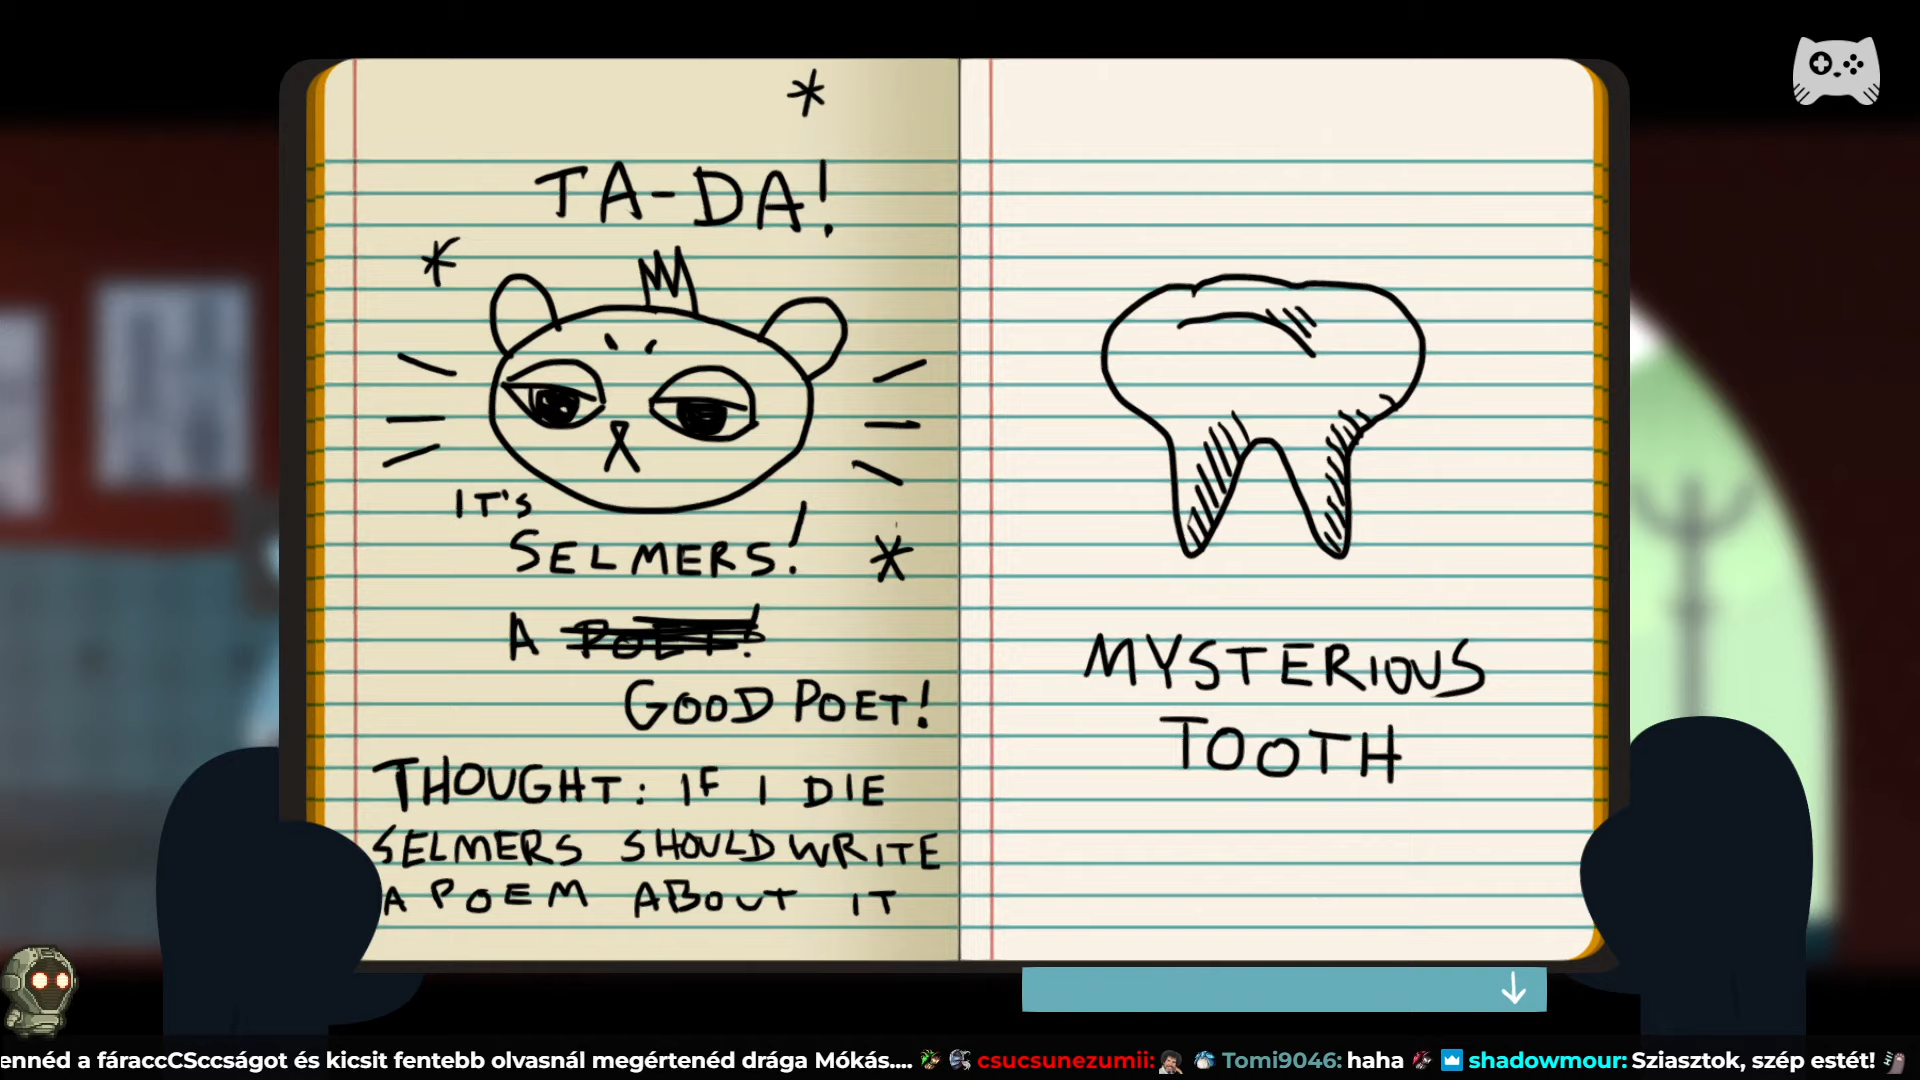 TA-DA!
IT'S
SELMERS!
A POET!
GOOD POET!
THOUGHT: IF I DIE
SELMERS SHOULD WRITE
A POEM ABOUT IT
MYSTERIOUS
TOOTH
ennéd a fáraccCSccságot és kicsit fentebb olvasnál megértenéd drága Mókás.... csucsunezumii: Tomi9046: haha shadowmour: Sziasztok, szép estét!